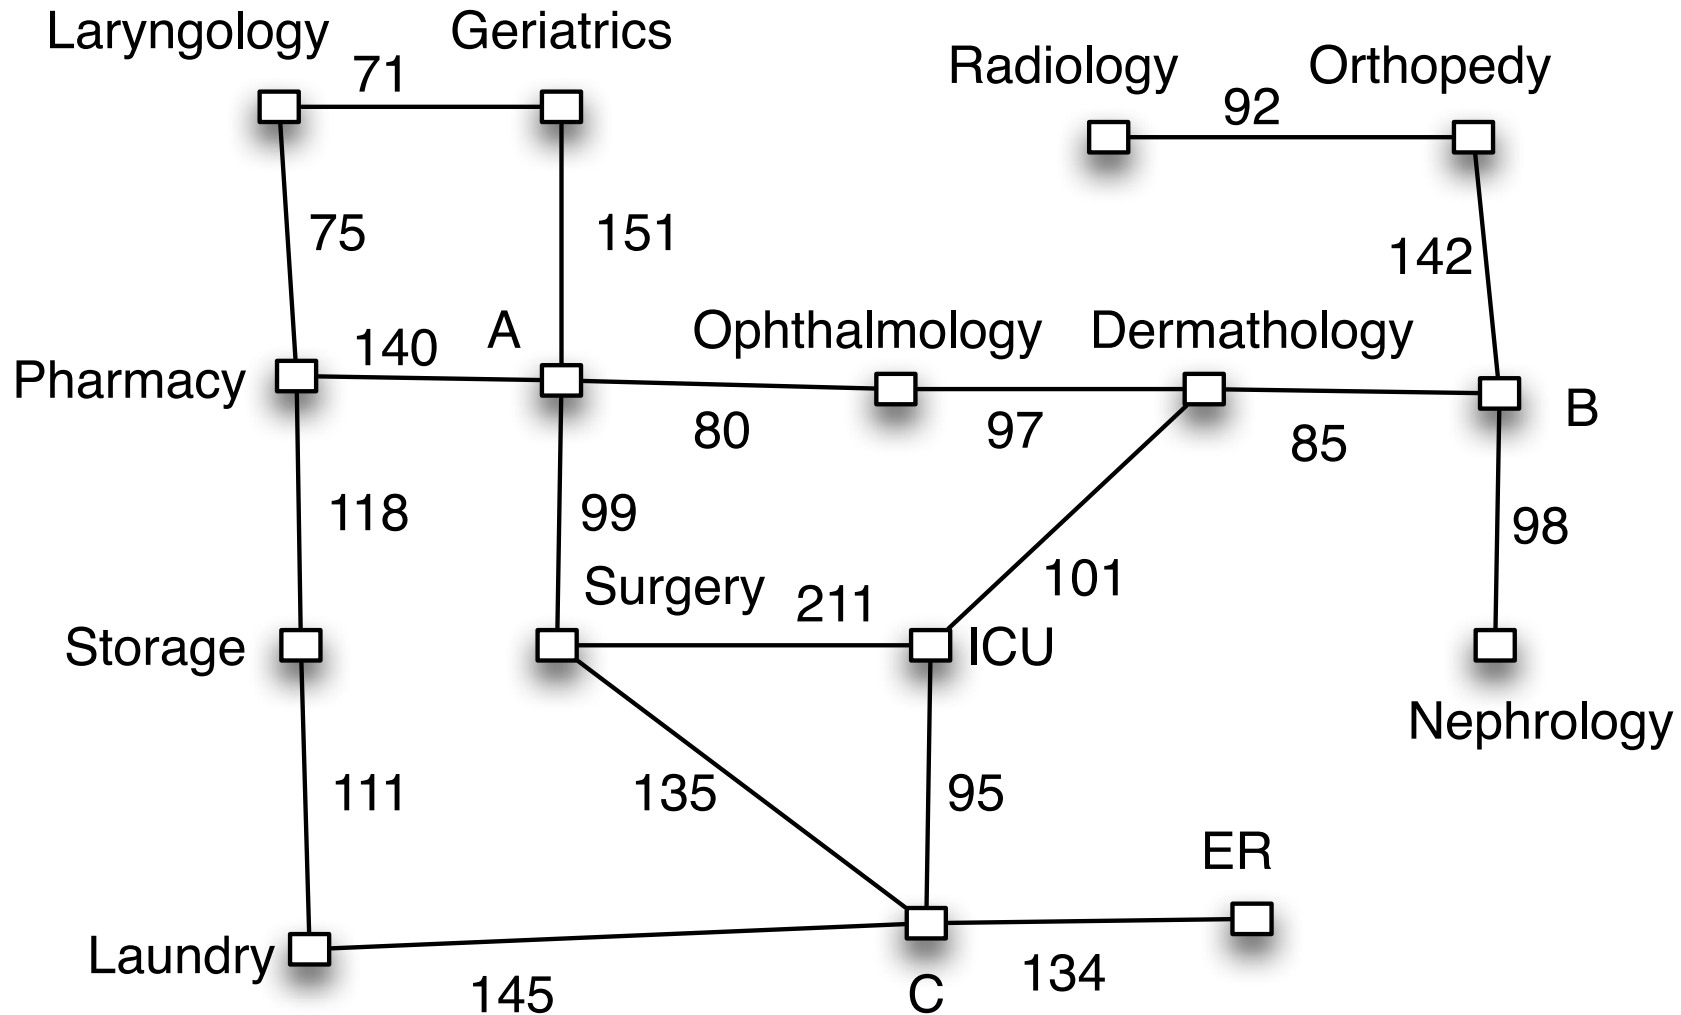 Laryngology
Geriatrics
71
Radiology
Orthopedy
92
75
151
142
A
Ophthalmology
Dermathology
Pharmacy
140
B
80
97
85
118
99
98
Surgery
211
101
Storage
ICU
Nephrology
111
135
95
ER
Laundry
145
C
134